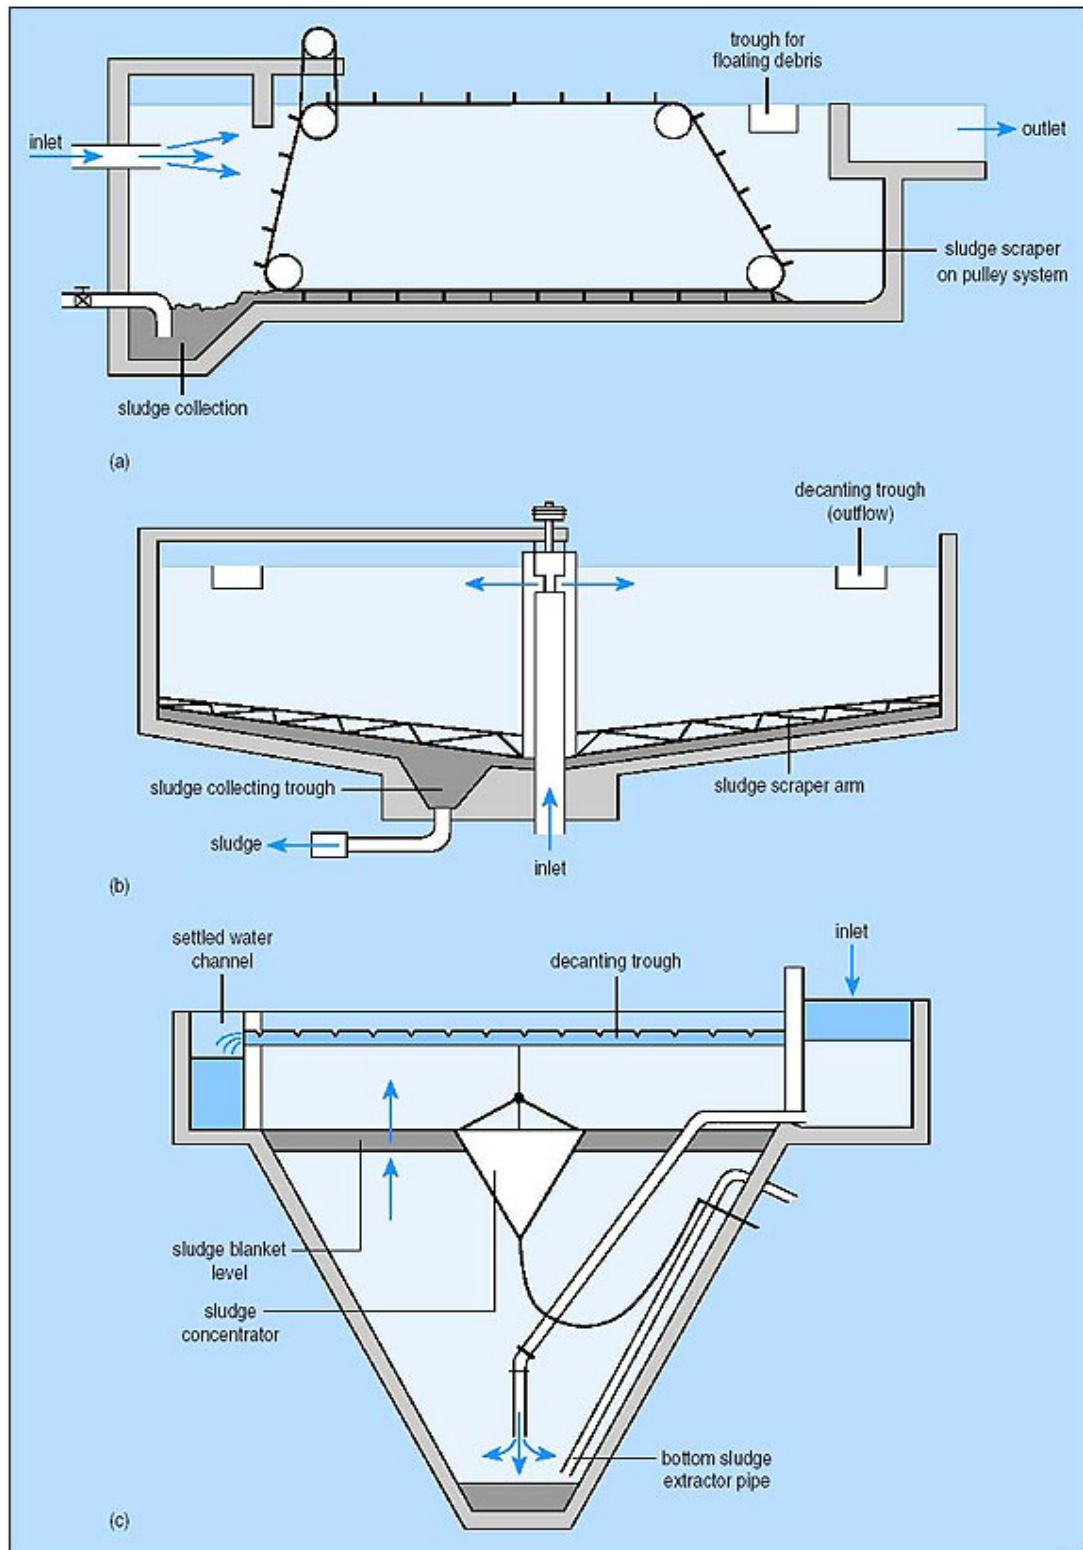 trough for
floating debris
inlet
outlet
sludge scraper
on pulley system
sludge collection
(a)
decanting trough
(outflow)
sludge collecting trough
sludge scraper arm
sludge
inlet
(b)
settled water
channel
decanting trough
inlet
sludge blanket
level
sludge
concentrator
bottom sludge
extractor pipe
(c)